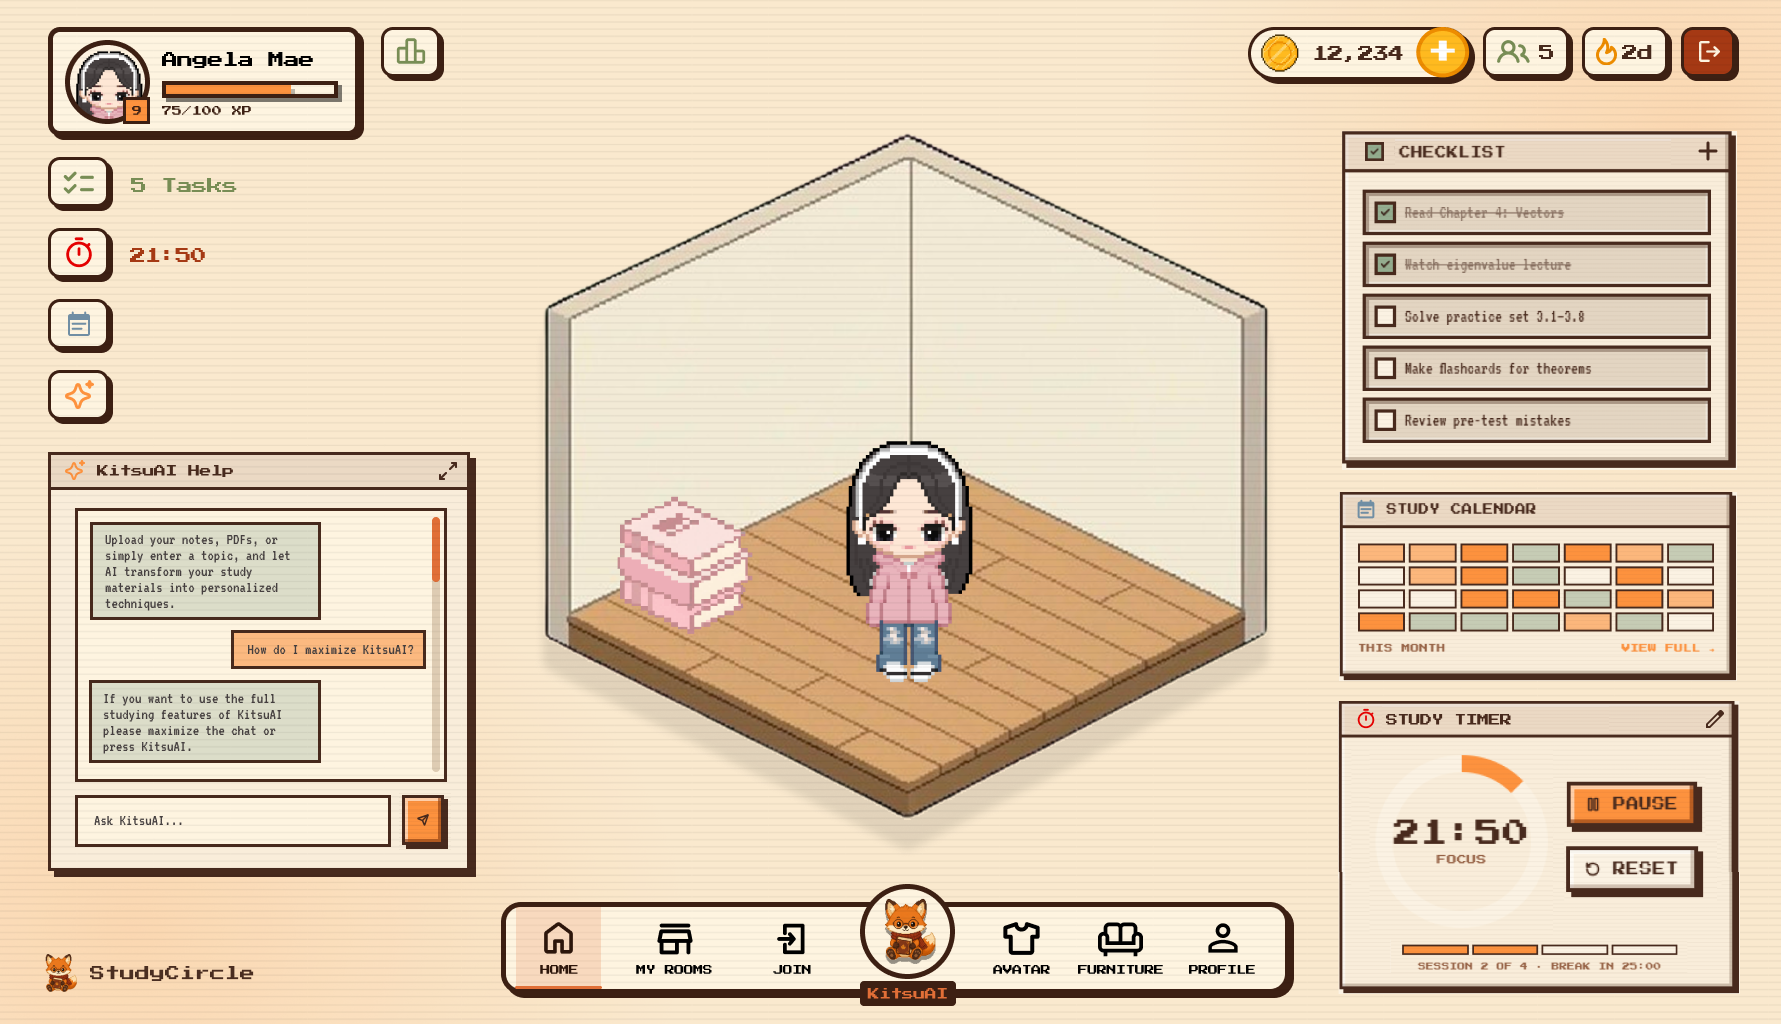 Angela Mae
9
75/100 XP
12,234
5
2d
5 Tasks
21:50
KitsuAI Help
Upload your notes, PDFs, or
simply enter a topic, and let
AI transform your study
materials into personalized
techniques.
How do I maximize KitsuAI?
If you want to use the full
studying features of KitsuAI
please maximize the chat or
press KitsuAI.
Ask KitsuAI...
StudyCircle
HOME
MY ROOMS
JOIN
KitsuAI
AVATAR
FURNITURE
PROFILE
CHECKLIST
Read Chapter 4: Vectors
Watch eigenvalue lecture
Solve practice set 3.1-3.8
Make flashcards for theorems
Review pre-test mistakes
STUDY CALENDAR
THIS MONTH
VIEW FULL →
STUDY TIMER
21:50
FOCUS
PAUSE
RESET
SESSION 2 OF 4 · BREAK IN 25:00